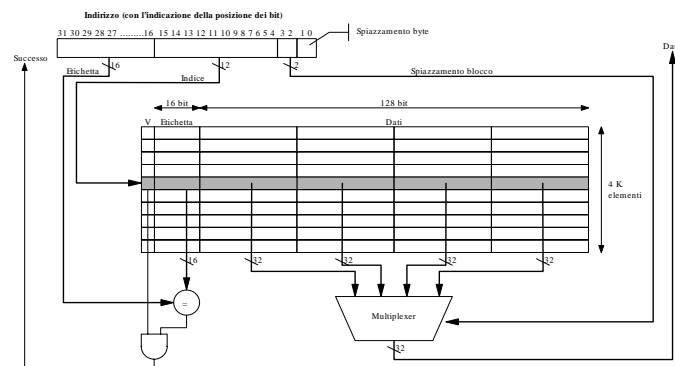 Indirizzo (con l'indicazione della posizione dei bit)
31 30 29 28 27 .........16 15 14 13 12 11 10 9 8 7 6 5 4 3 2 1 0
Spiazzamento byte
Successo
Dat
Etichetta
16
12
2
Indice
Spiazzamento blocco
16 bit
128 bit
V
Etichetta
Dati
4 K
elementi
16
32
32
32
32
=
Multiplexer
32